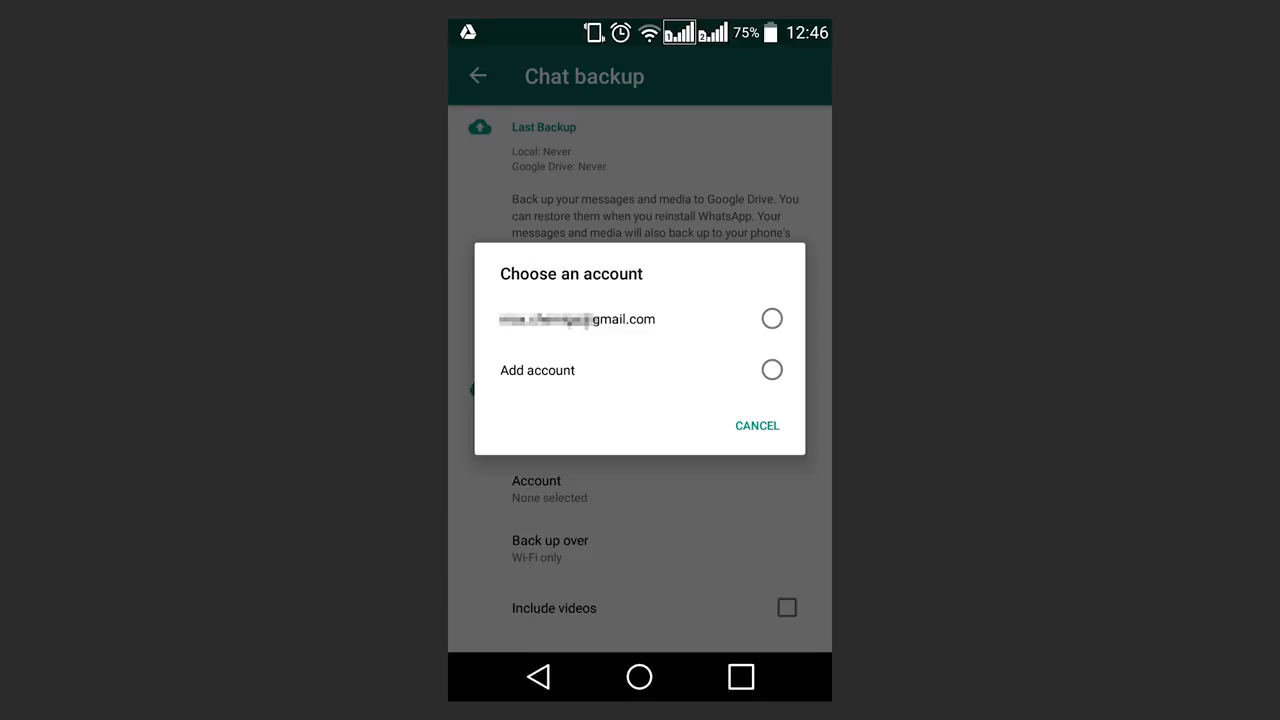 75% 12:46
Chat backup
Last Backup
Local: Never
Google Drive: Never
Back up your messages and media to Google Drive. You
can restore them when you reinstall WhatsApp. Your
messages and media will also back up to your phone's
Choose an account
gmail.com
Add account
CANCEL
Account
None selected
Back up over
Wi-Fi only
Include videos